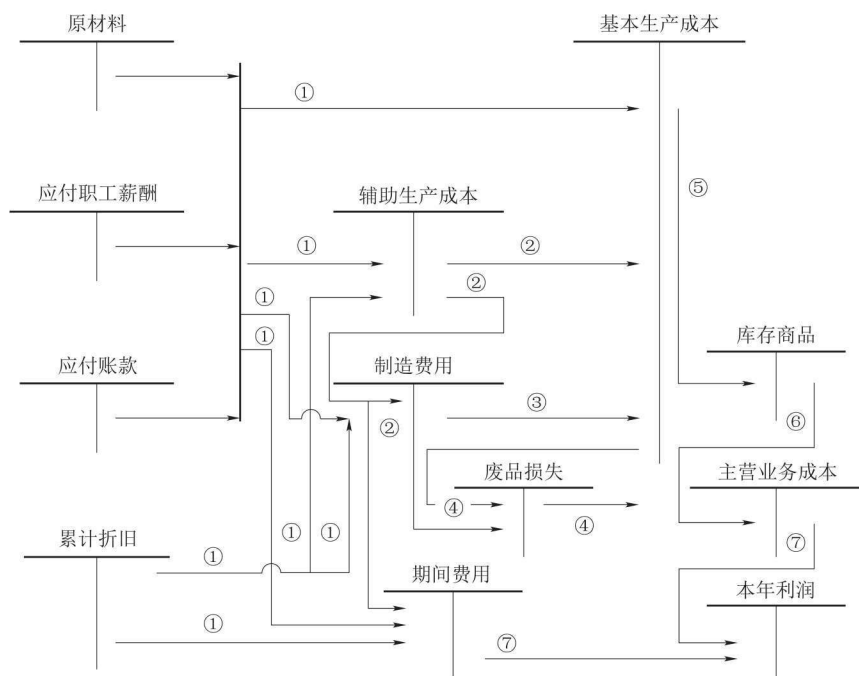 原材料
基本生产成本
①
⑤
应付职工薪酬
辅助生产成本
①
②
①
②
①
库存商品
应付账款
制造费用
③
⑥
②
废品损失
主营业务成本
④
④
累计折旧
①
①
①
⑦
期间费用
本年利润
①
⑦